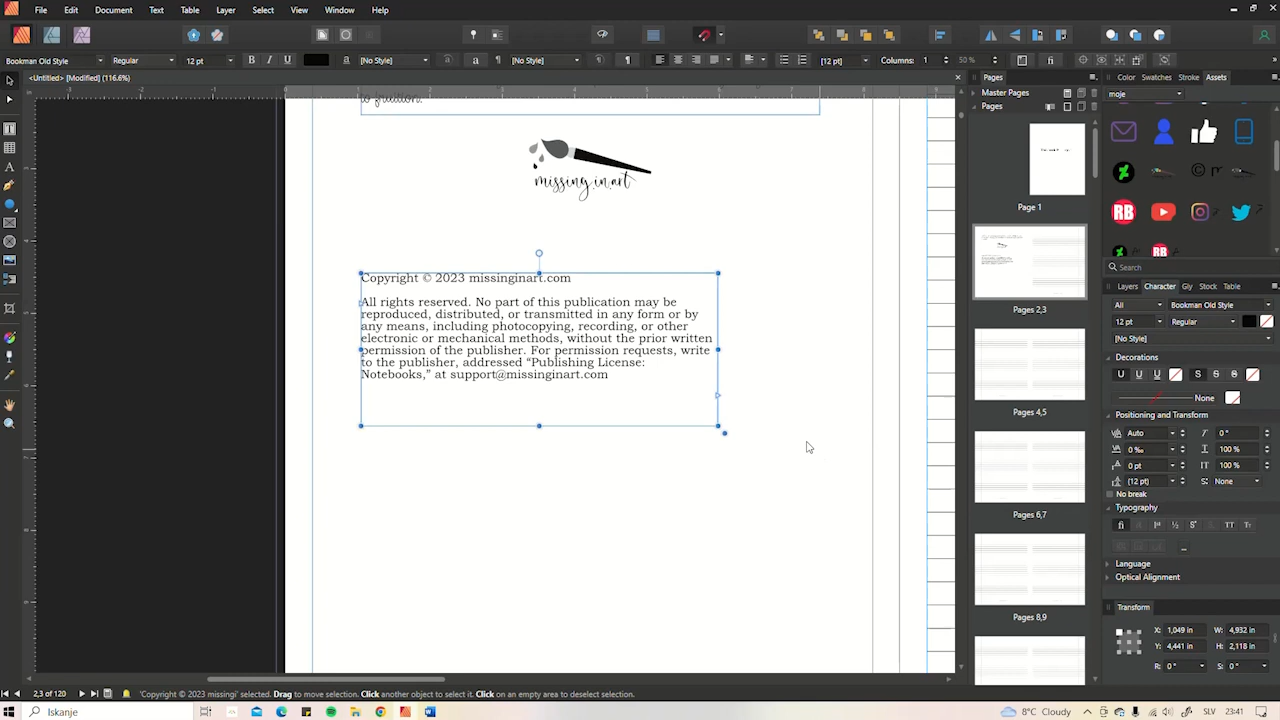 File Edit Document Text Table Layer Select View Window Help
Bookman Old Style Regular 12 pt B I U [No Style] [No Style] [12 pt] Columns: 1 50 %
<Untitled> [Modified] (116.6%)
to fruition.
missing in art
Copyright © 2023 missinginart.com
All rights reserved. No part of this publication may be
reproduced, distributed, or transmitted in any form or by
any means, including photocopying, recording, or other
electronic or mechanical methods, without the prior written
permission of the publisher. For permission requests, write
to the publisher, addressed “Publishing License:
Notebooks,” at support@missinginart.com
Pages
Master Pages
Pages
Page 1
Pages 2,3
Pages 4,5
Pages 6,7
Pages 8,9
Color Swatches Stroke Assets
moje
RB
RB
Search
Layers Character Gly Stock Table
All Bookman Old Style
12 pt Regular
[No Style]
Decorations
U U U S S S
None
Positioning and Transform
Auto 0 °
0 ‰ 100 %
0 pt 100 %
(12 pt) None
No break
Typography
Language
Optical Alignment
Transform
X: 1,049 in W: 4,932 in
Y: 4,441 in H: 2,118 in
R: 0 ° S: 0 °
2,3 of 120 'Copyright © 2023 missingi' selected. Drag to move selection. Click another object to select it. Click on an empty area to deselect selection.
Iskanje 8°C Cloudy SLV 23:41